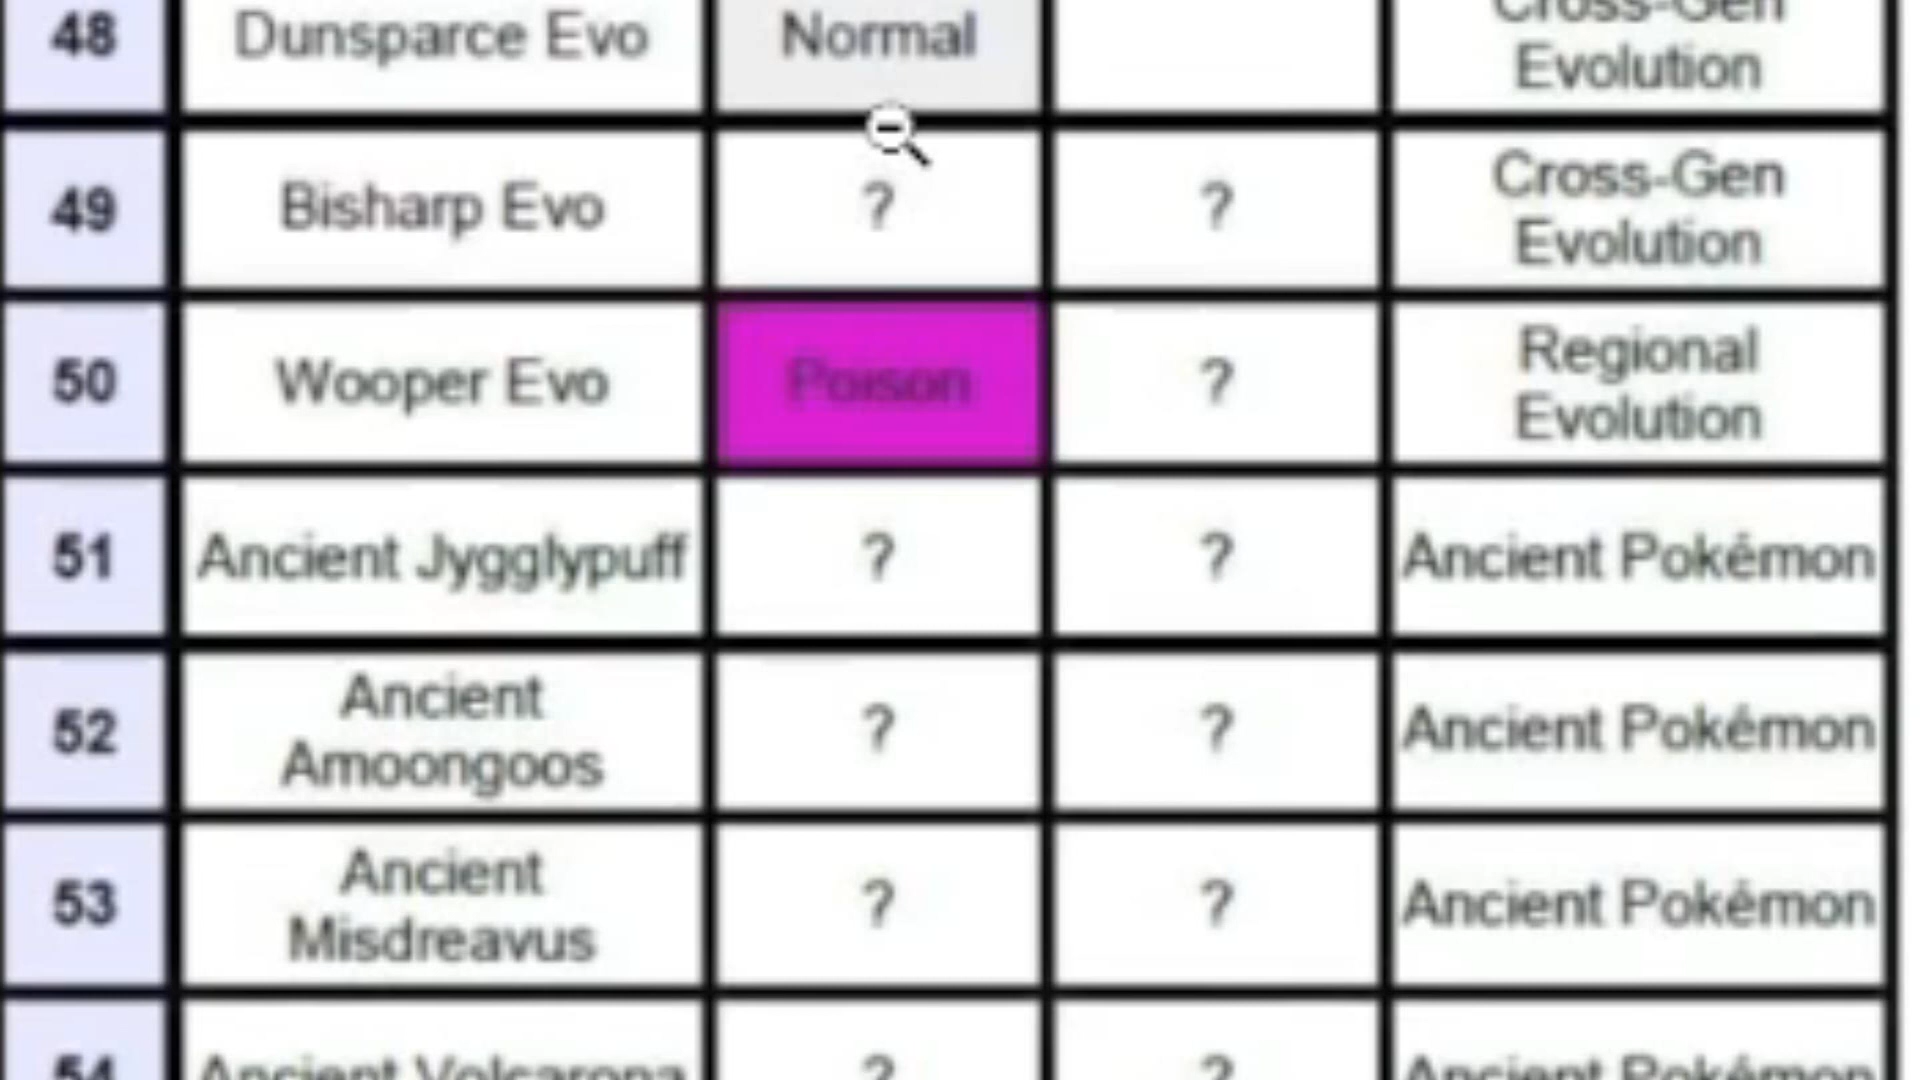 48 Dunsparce Evo Normal Cross-Gen
Evolution
49 Bisharp Evo ? ? Cross-Gen
Evolution
50 Wooper Evo Poison ? Regional
Evolution
51 Ancient Jygglypuff ? ? Ancient Pokémon
52 Ancient
Amoongoos ? ? Ancient Pokémon
53 Ancient
Misdreavus ? ? Ancient Pokémon
54 Ancient Volcarona ? ? Ancient Pokémon